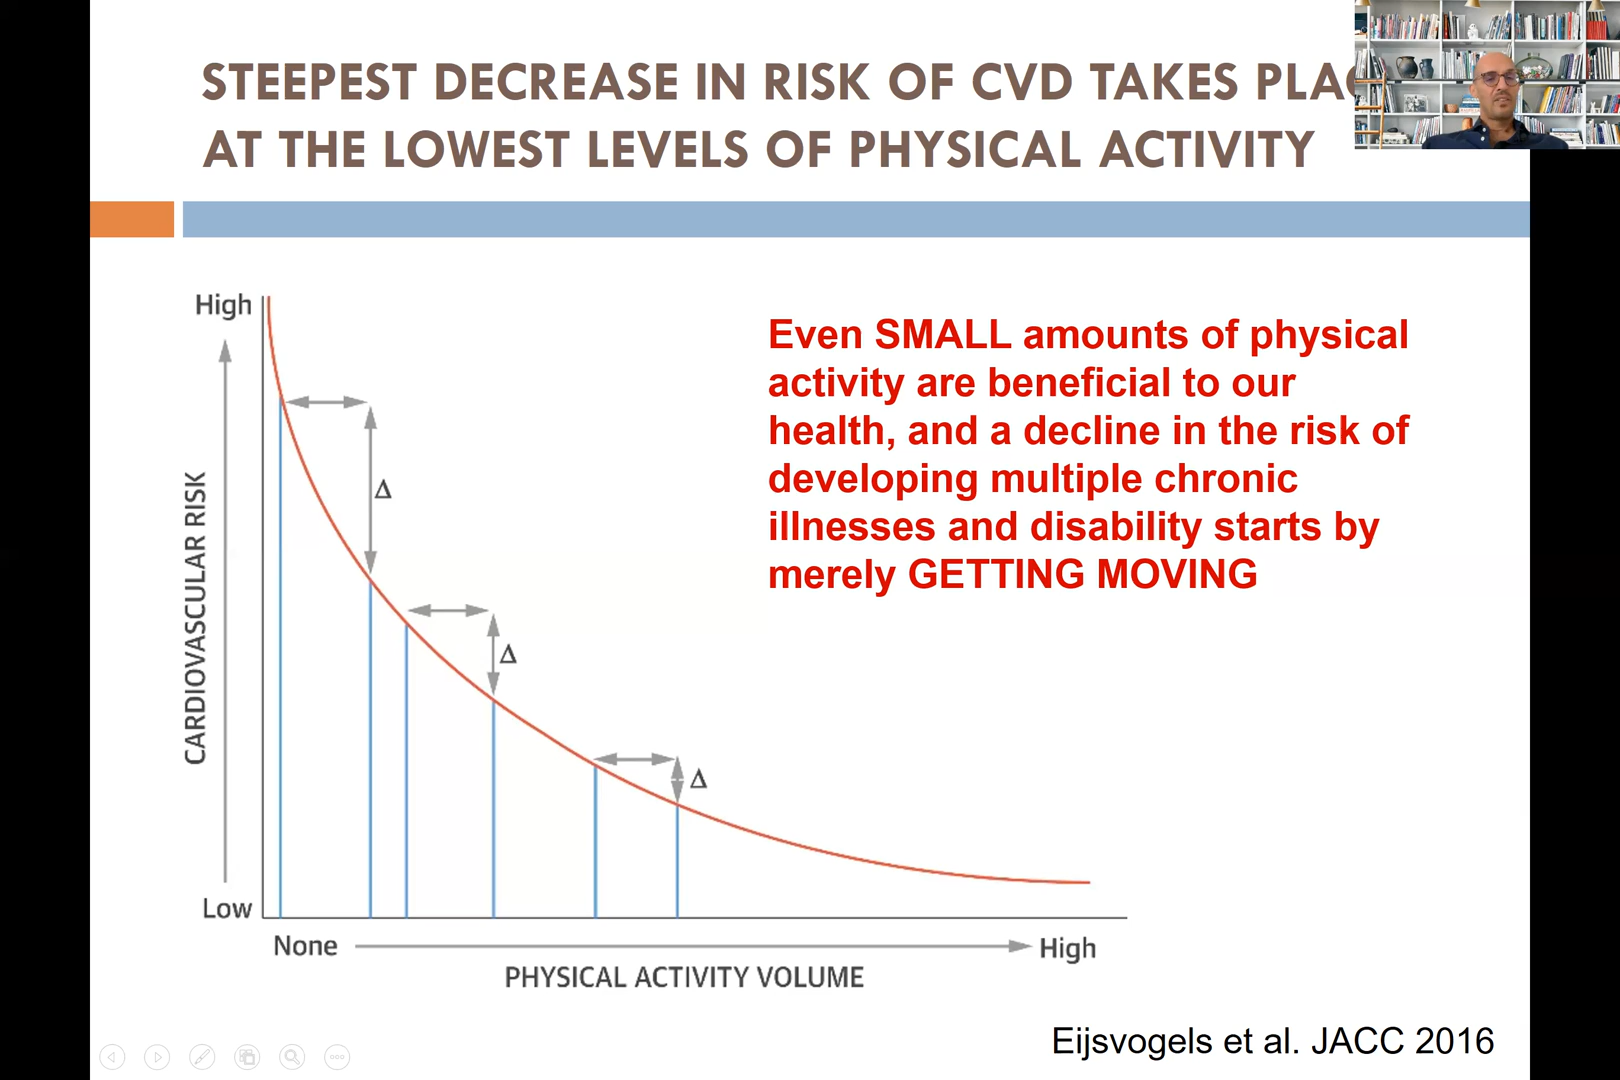 STEEPEST DECREASE IN RISK OF CVD TAKES
AT THE LOWEST LEVELS OF PHYSICAL ACTIVITY
High
Even SMALL amounts of physical
activity are beneficial to our
health, and a decline in the risk of
developing multiple chronic
illnesses and disability starts by
merely GETTING MOVING
Δ
Δ
Δ
CARDIOVASCULAR RISK
Low
None
High
PHYSICAL ACTIVITY VOLUME
Eijsvogels et al. JACC 2016